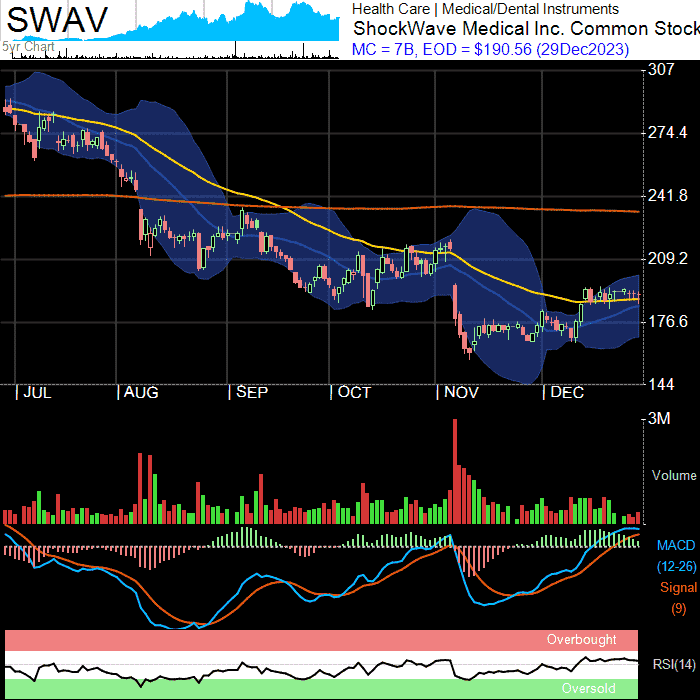 SWAV
5yr Chart
Health Care | Medical/Dental Instruments
ShockWave Medical Inc. Common Stock
MC = 7B, EOD = $190.56 (29Dec2023)
307
274.4
241.8
209.2
176.6
144
JUL AUG SEP OCT NOV DEC
3M
Volume
MACD
(12-26)
Signal
(9)
Overbought
RSI(14)
Oversold